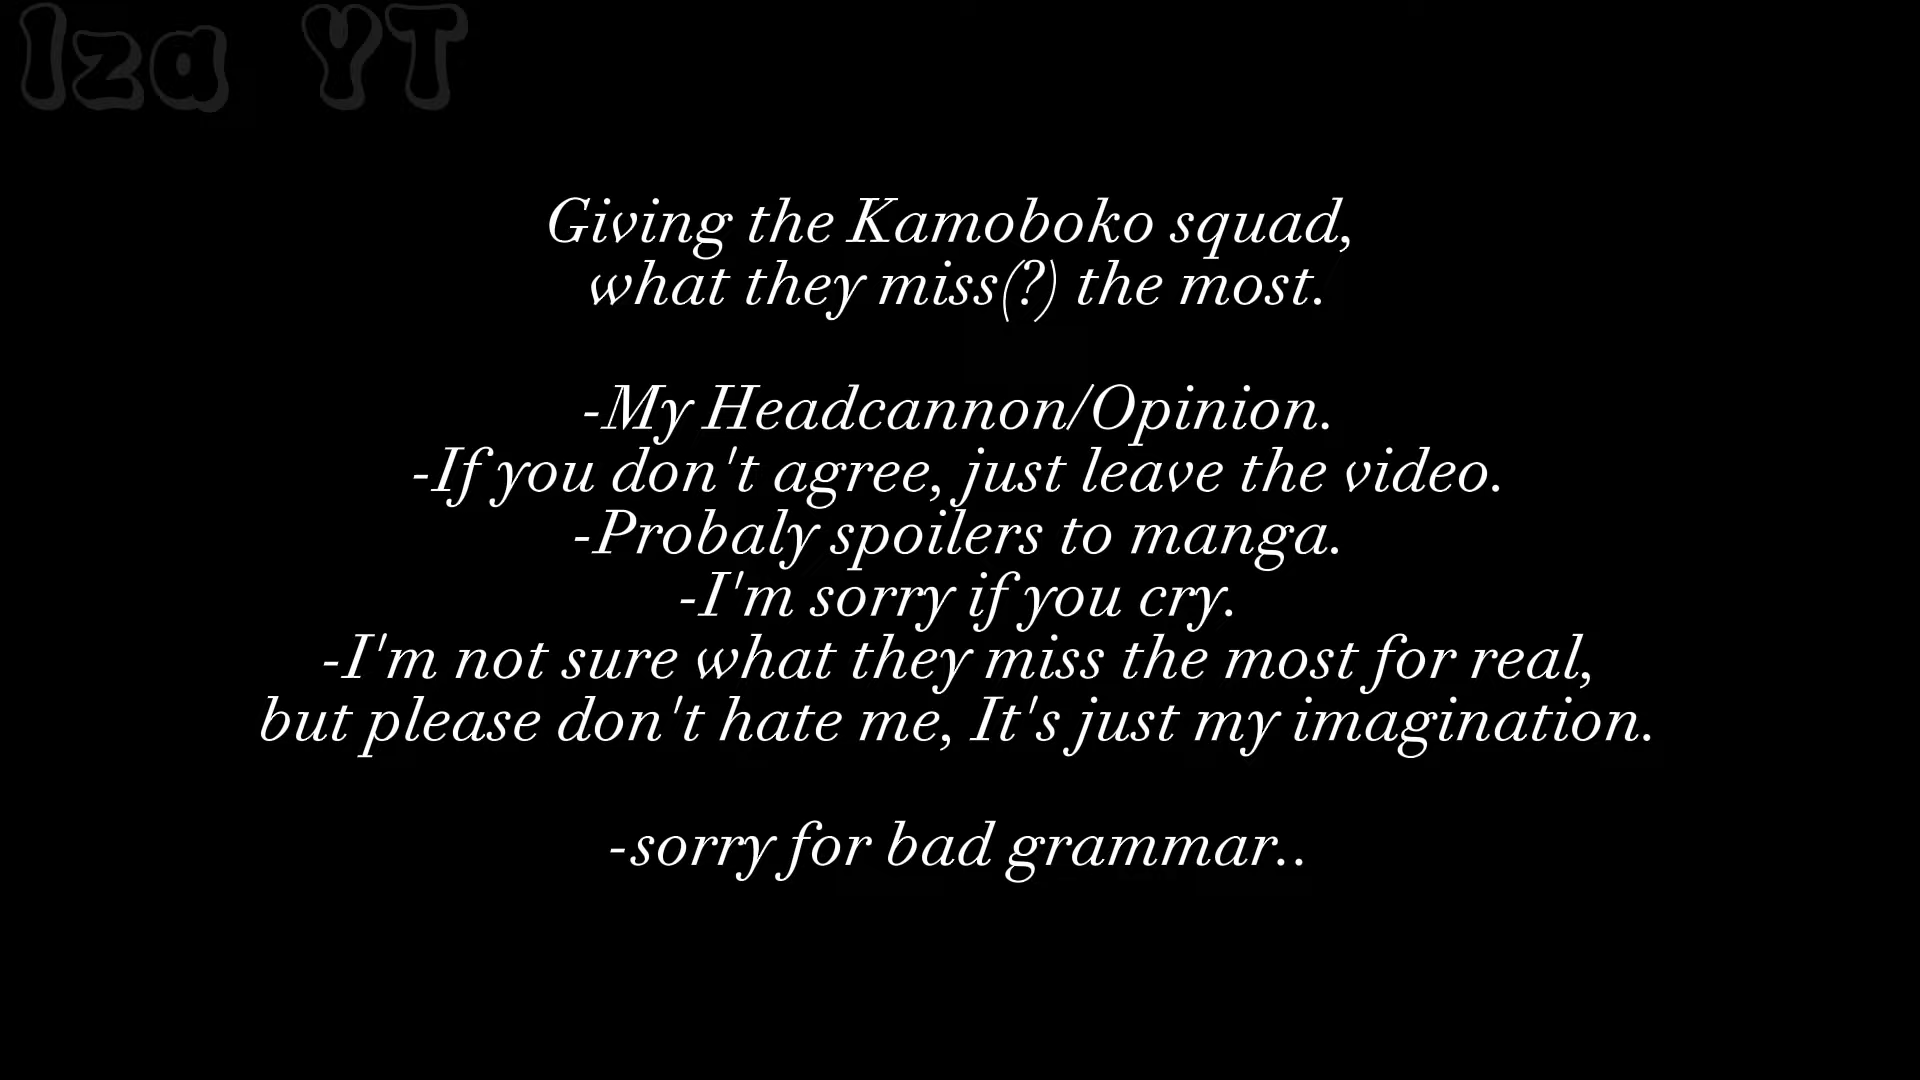 Iza YT
Giving the Kamoboko squad,
what they miss(?) the most.
-My Headcannon/Opinion.
-If you don't agree, just leave the video.
-Probaly spoilers to manga.
-I'm sorry if you cry.
-I'm not sure what they miss the most for real,
but please don't hate me, It's just my imagination.
-sorry for bad grammar..